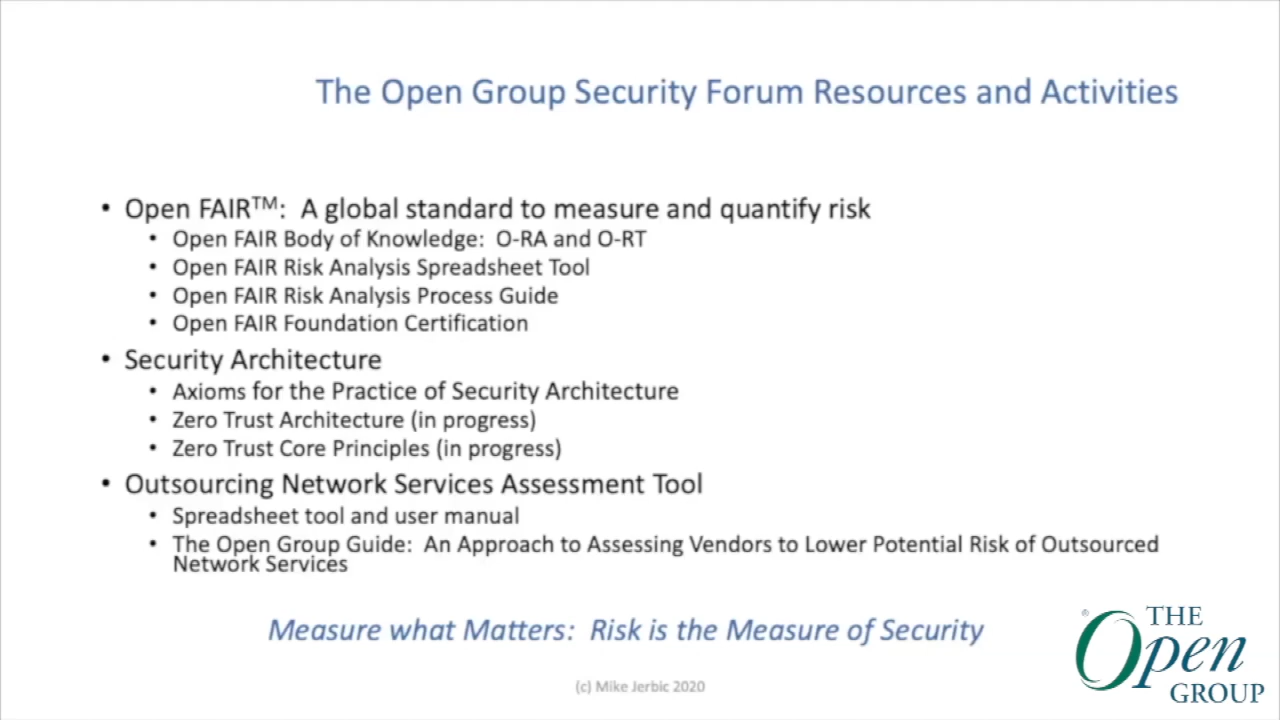 The Open Group Security Forum Resources and Activities
• Open FAIR™: A global standard to measure and quantify risk
• Open FAIR Body of Knowledge: O-RA and O-RT
• Open FAIR Risk Analysis Spreadsheet Tool
• Open FAIR Risk Analysis Process Guide
• Open FAIR Foundation Certification
• Security Architecture
• Axioms for the Practice of Security Architecture
• Zero Trust Architecture (in progress)
• Zero Trust Core Principles (in progress)
• Outsourcing Network Services Assessment Tool
• Spreadsheet tool and user manual
• The Open Group Guide: An Approach to Assessing Vendors to Lower Potential Risk of Outsourced
Network Services
Measure what Matters: Risk is the Measure of Security
(c) Mike Jerbic 2020
® THE
Open
GROUP